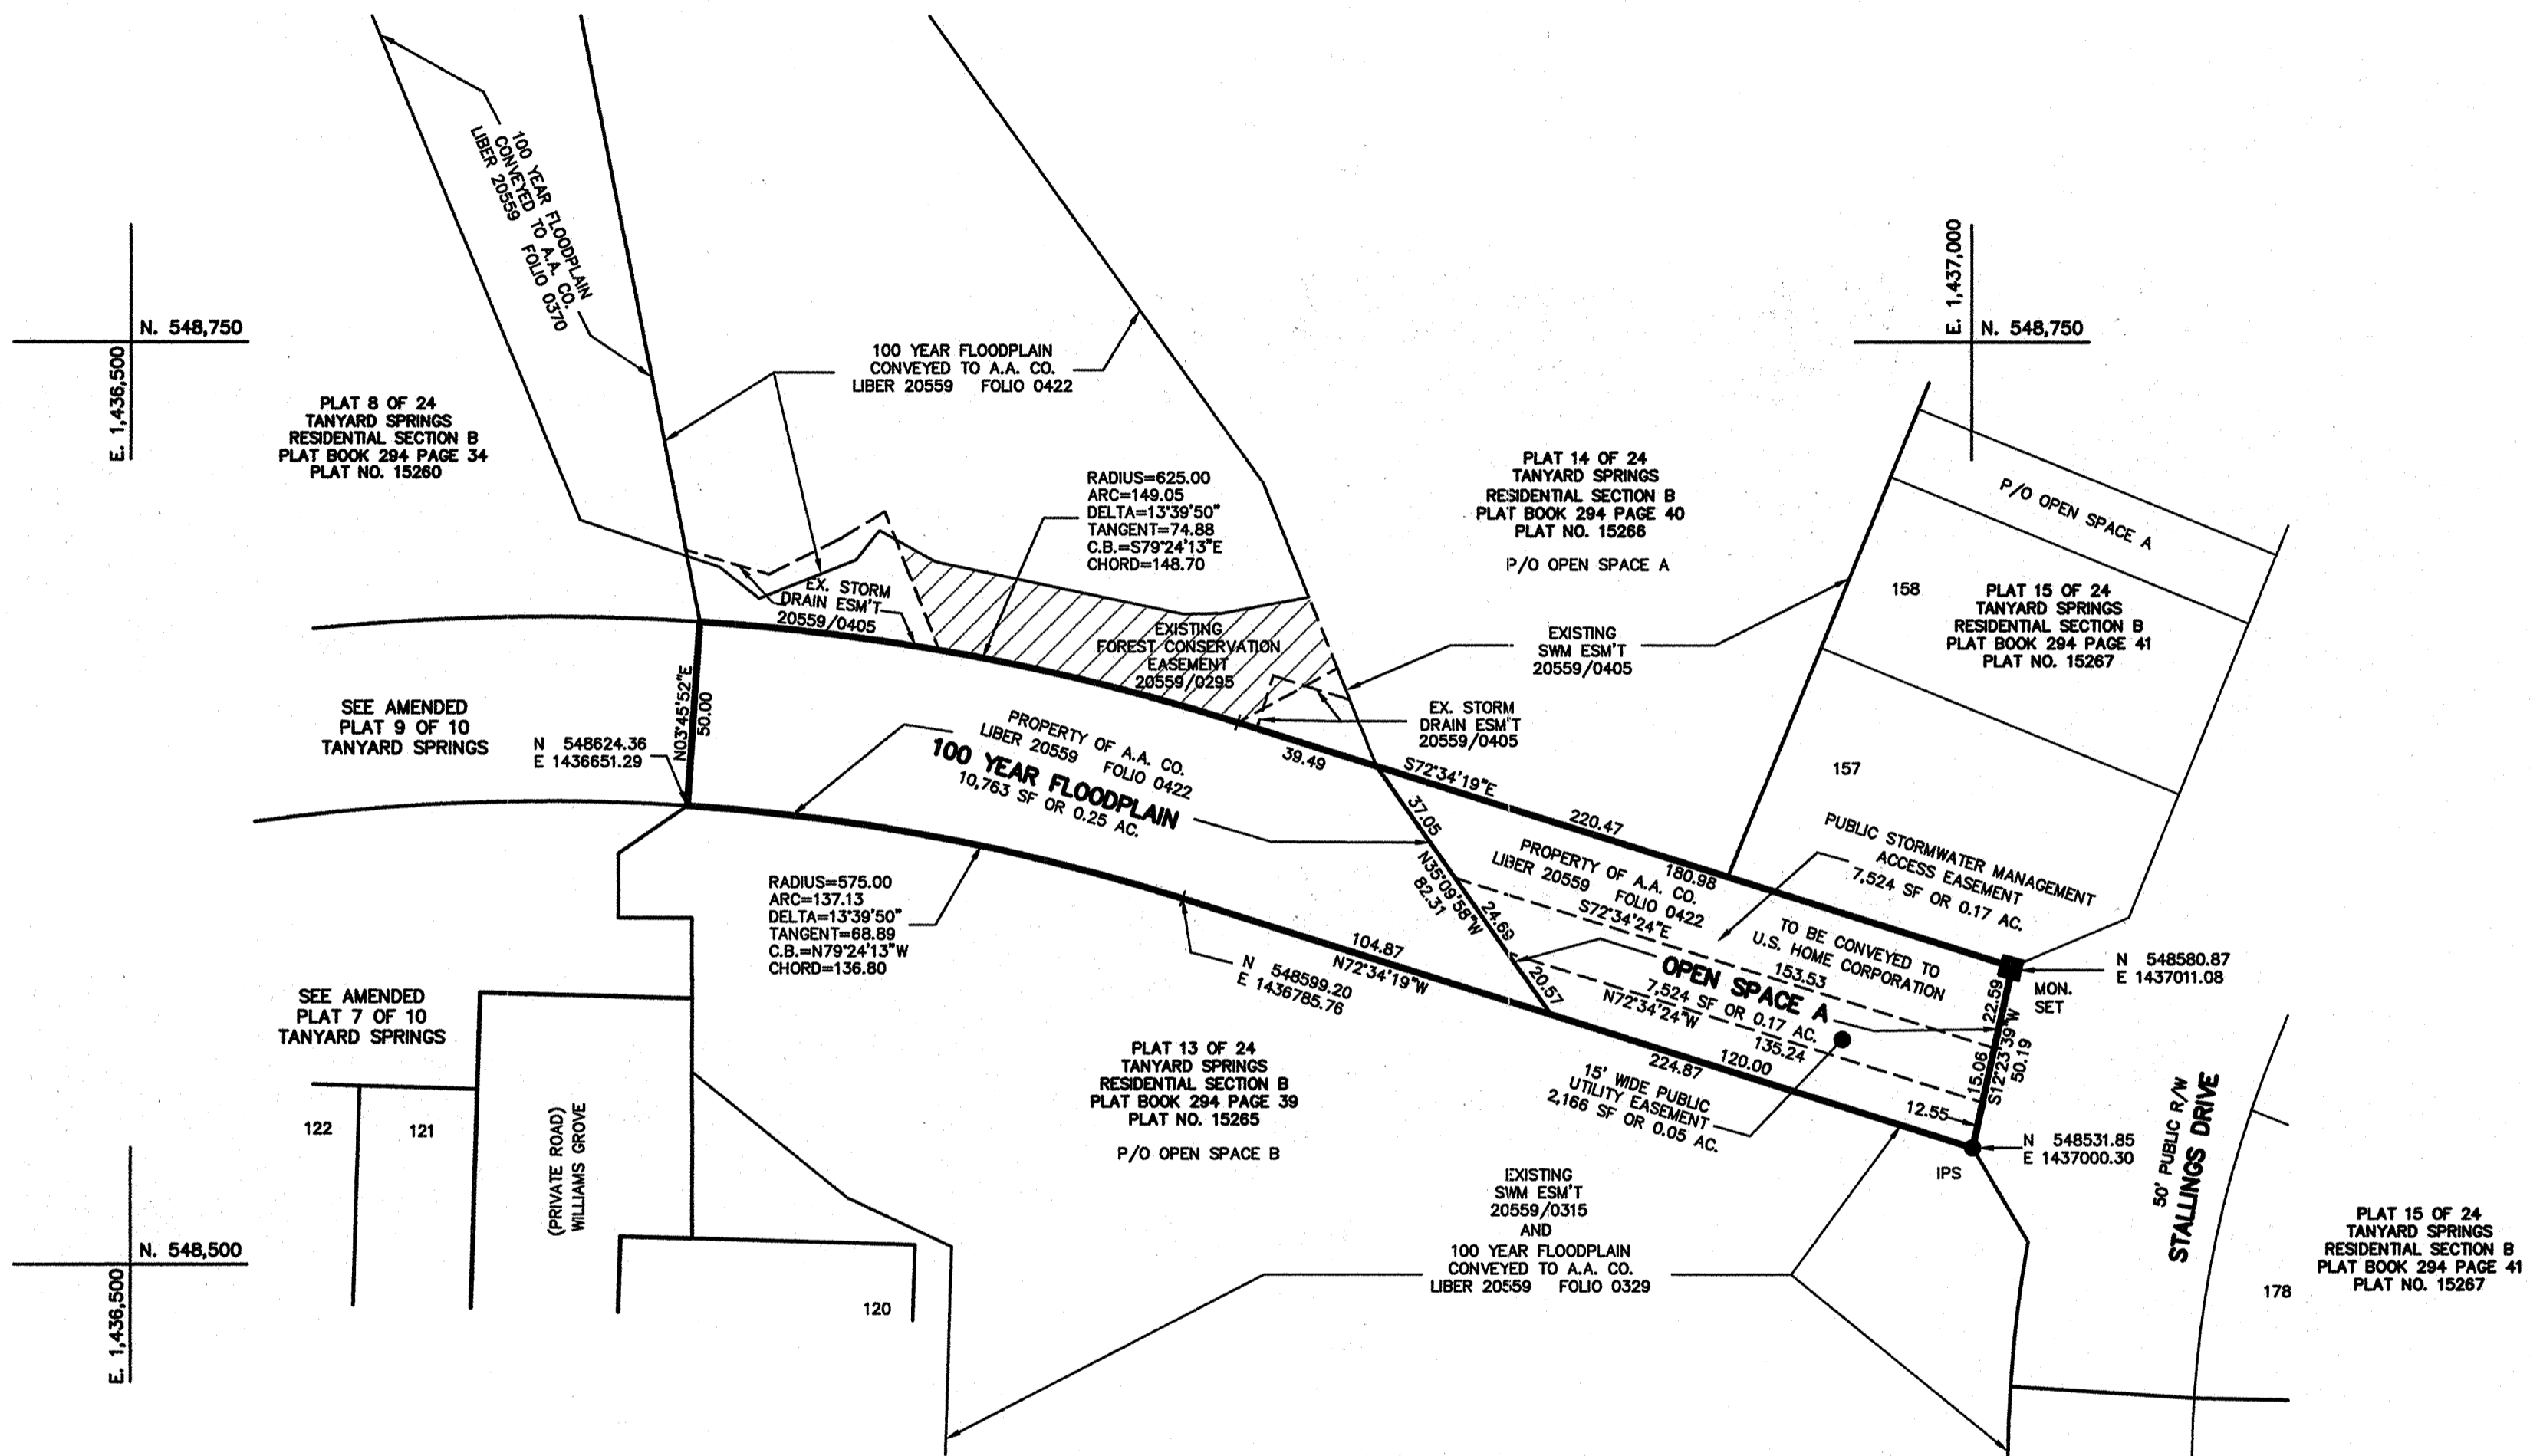 100 YEAR FLOODPLAIN
CONVEYED TO A.A. CO.
LIBER 20559 FOLIO 0370
N. 548,750
E. 1,436,500
E. 1,437,000
N. 548,750
100 YEAR FLOODPLAIN
CONVEYED TO A.A. CO.
LIBER 20559 FOLIO 0422
PLAT 8 OF 24
TANYARD SPRINGS
RESIDENTIAL SECTION B
PLAT BOOK 294 PAGE 34
PLAT NO. 15260
RADIUS=625.00
ARC=149.05
DELTA=13°39'50"
TANGENT=74.88
C.B.=S79°24'13"E
CHORD=148.70
PLAT 14 OF 24
TANYARD SPRINGS
RESIDENTIAL SECTION B
PLAT BOOK 294 PAGE 40
PLAT NO. 15266
P/O OPEN SPACE A
P/O OPEN SPACE A
158
PLAT 15 OF 24
TANYARD SPRINGS
RESIDENTIAL SECTION B
PLAT BOOK 294 PAGE 41
PLAT NO. 15267
EX. STORM
DRAIN ESM'T
20559/0405
EXISTING
FOREST CONSERVATION
EASEMENT
20559/0295
EXISTING
SWM ESM'T
20559/0405
EX. STORM
DRAIN ESM'T
20559/0405
SEE AMENDED
PLAT 9 OF 10
TANYARD SPRINGS
N 548624.36
E 1436651.29
N03°45'52"E
50.00
PROPERTY OF A.A. CO.
LIBER 20559 FOLIO 0422
100 YEAR FLOODPLAIN
10,763 SF OR 0.25 AC.
39.49
S72°34'19"E
220.47
180.98
157
37.05
N35°09'58"W
82.31
24.69
20.57
PROPERTY OF A.A. CO.
LIBER 20559 FOLIO 0422
S72°34'24"E
PUBLIC STORMWATER MANAGEMENT
ACCESS EASEMENT
7,524 SF OR 0.17 AC.
TO BE CONVEYED TO
U.S. HOME CORPORATION
153.53
OPEN SPACE A
7,524 SF OR 0.17 AC.
N72°34'24"W
135.24
RADIUS=575.00
ARC=137.13
DELTA=13°39'50"
TANGENT=68.89
C.B.=N79°24'13"W
CHORD=136.80
104.87
N72°34'19"W
N 548599.20
E 1436785.76
N 548580.87
E 1437011.08
MON.
SET
22.59
S12°23'39"W
50.19
15.06
12.55
224.87
120.00
15' WIDE PUBLIC
UTILITY EASEMENT
2,166 SF OR 0.05 AC.
N 548531.85
E 1437000.30
IPS
SEE AMENDED
PLAT 7 OF 10
TANYARD SPRINGS
122
121
(PRIVATE ROAD)
WILLIAMS GROVE
120
PLAT 13 OF 24
TANYARD SPRINGS
RESIDENTIAL SECTION B
PLAT BOOK 294 PAGE 39
PLAT NO. 15265
P/O OPEN SPACE B
EXISTING
SWM ESM'T
20559/0315
AND
100 YEAR FLOODPLAIN
CONVEYED TO A.A. CO.
LIBER 20559 FOLIO 0329
50' PUBLIC R/W
STALLINGS DRIVE
178
PLAT 15 OF 24
TANYARD SPRINGS
RESIDENTIAL SECTION B
PLAT BOOK 294 PAGE 41
PLAT NO. 15267
N. 548,500
E. 1,436,500